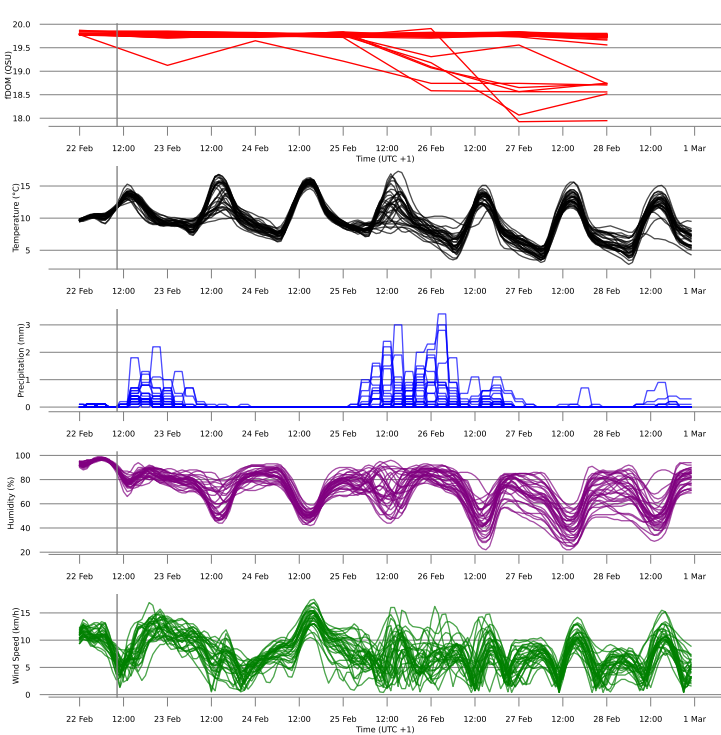 20.0
19.5
19.0
18.5
18.0
fDOM (QSU)
22 Feb 12:00 23 Feb 12:00 24 Feb 12:00 25 Feb 12:00 26 Feb 12:00 27 Feb 12:00 28 Feb 12:00 1 Mar
Time (UTC +1)
15
10
5
Temperature (°C)
22 Feb 12:00 23 Feb 12:00 24 Feb 12:00 25 Feb 12:00 26 Feb 12:00 27 Feb 12:00 28 Feb 12:00 1 Mar
3
2
1
0
Precipitation (mm)
22 Feb 12:00 23 Feb 12:00 24 Feb 12:00 25 Feb 12:00 26 Feb 12:00 27 Feb 12:00 28 Feb 12:00 1 Mar
100
80
60
40
20
Humidity (%)
22 Feb 12:00 23 Feb 12:00 24 Feb 12:00 25 Feb 12:00 26 Feb 12:00 27 Feb 12:00 28 Feb 12:00 1 Mar
15
10
5
0
Wind Speed (km/h)
22 Feb 12:00 23 Feb 12:00 24 Feb 12:00 25 Feb 12:00 26 Feb 12:00 27 Feb 12:00 28 Feb 12:00 1 Mar
Time (UTC +1)